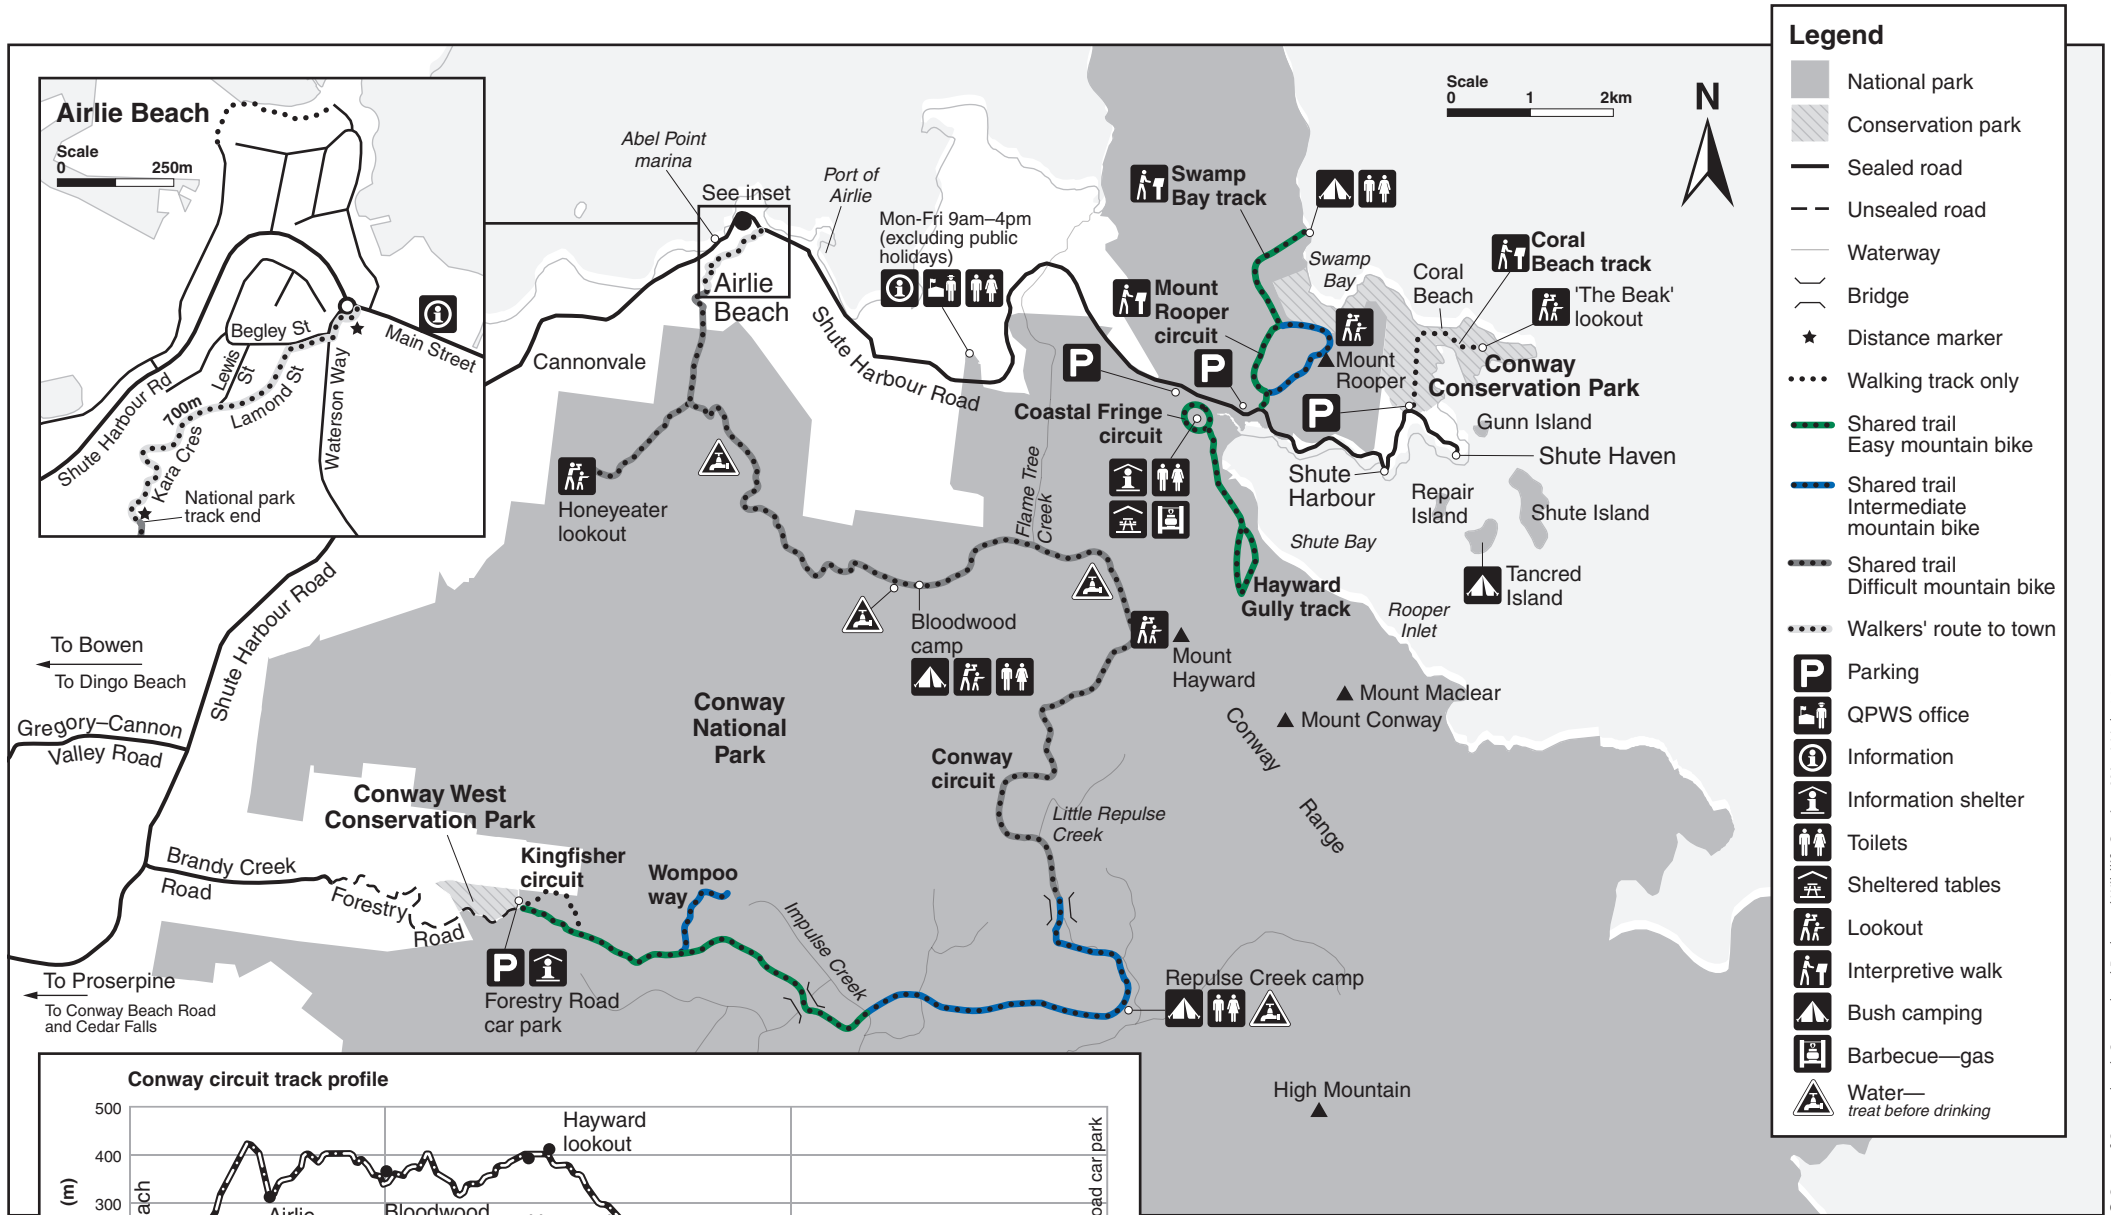 Airlie Beach
Scale
0 250m
Begley St
Main Street
Lewis
St
Lamond St
Waterson Way
700m
Kara Cres
Shute Harbour Rd
National park
track end
Abel Point
marina
See inset
Port of
Airlie
Airlie
Beach
Mon-Fri 9am–4pm
(excluding public
holidays)
Cannonvale
Shute Harbour Road
Swamp
Bay track
Swamp
Bay
Mount
Rooper
circuit
Mount
Rooper
Coral
Beach
Coral
Beach track
'The Beak'
lookout
Conway
Conservation Park
Gunn Island
Shute Haven
Shute
Harbour
Repair
Island
Shute Island
Shute Bay
Tancred
Island
Rooper
Inlet
P
P
P
Coastal Fringe
circuit
Hayward
Gully track
Honeyeater
lookout
Flame Tree
Creek
Bloodwood
camp
Mount
Hayward
Mount Maclear
Mount Conway
Conway
Range
Conway
National
Park
Conway
circuit
Little Repulse
Creek
Shute Harbour Road
To Bowen
To Dingo Beach
Gregory–Cannon
Valley Road
Conway West
Conservation Park
Brandy Creek
Road
Forestry
Road
Kingfisher
circuit
Wompoo
way
Impulse Creek
P
Forestry Road
car park
Repulse Creek camp
To Proserpine
To Conway Beach Road
and Cedar Falls
High Mountain
Scale
0 1 2km
N
Legend
National park
Conservation park
Sealed road
Unsealed road
Waterway
Bridge
Distance marker
Walking track only
Shared trail
Easy mountain bike
Shared trail
Intermediate
mountain bike
Shared trail
Difficult mountain bike
Walkers' route to town
P Parking
QPWS office
Information
Information shelter
Toilets
Sheltered tables
Lookout
Interpretive walk
Bush camping
Barbecue—gas
Water—
treat before drinking
Conway circuit track profile
500
400
300
(m)
Hayward
lookout
Airlie
Bloodwood
car park